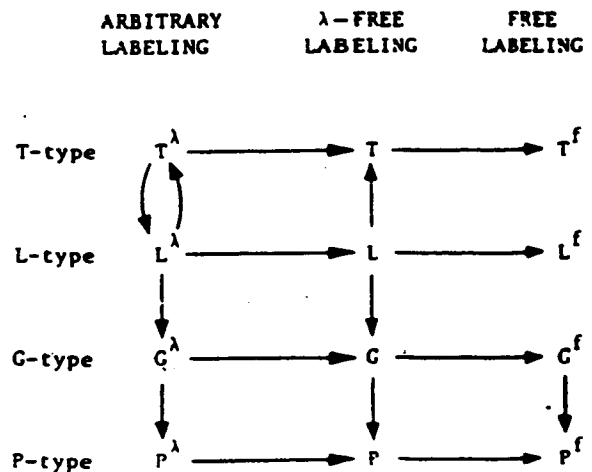 ARBITRARY λ-FREE FREE
LABELING LABELING LABELING
T-type T^λ T T^f
L-type L^λ L L^f
G-type G^λ G G^f
P-type P^λ P P^f